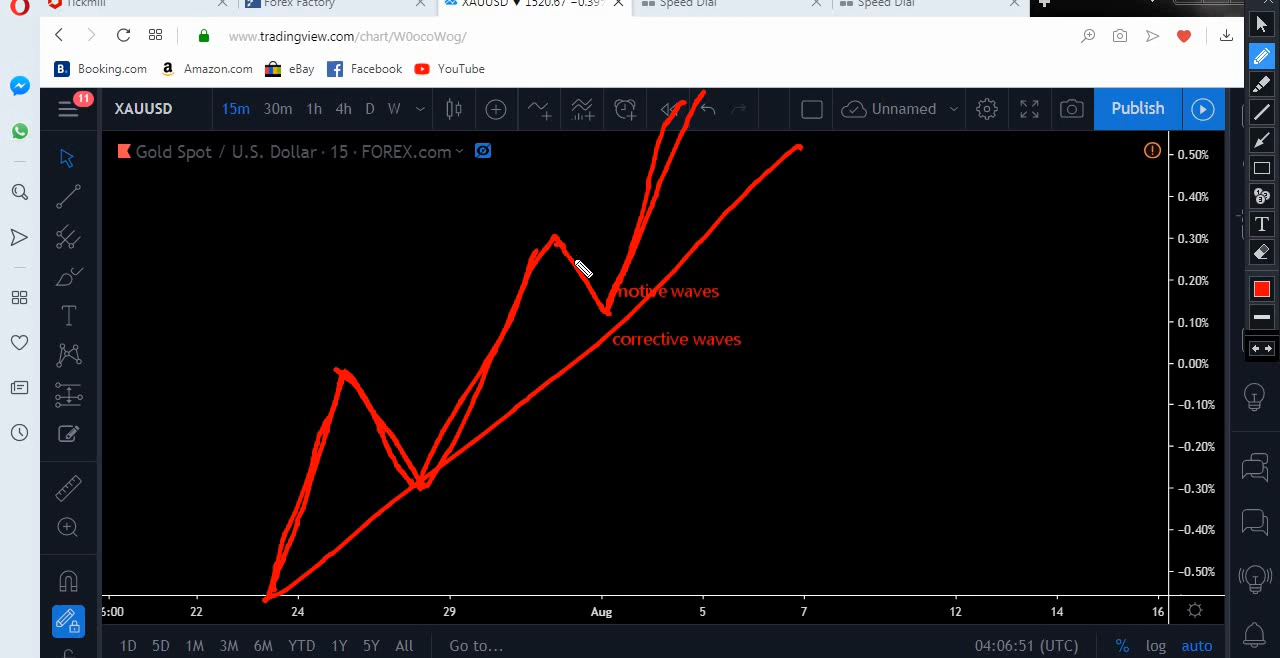 Tickmill
Forex Factory
XAUUSD ▼ 1520.67 −0.39%
Speed Dial
Speed Dial
www.tradingview.com/chart/W0ocoWog/
B. Booking.com
a Amazon.com
eBay
Facebook
YouTube
11
XAUUSD
15m
30m
1h
4h
D
W
Unnamed
Publish
Gold Spot / U.S. Dollar · 15 · FOREX.com
T
T
0.50%
0.40%
0.30%
0.20%
0.10%
0.00%
−0.10%
−0.20%
−0.30%
−0.40%
−0.50%
motive waves
corrective waves
6:00
22
24
29
Aug
5
7
12
14
16
1D
5D
1M
3M
6M
YTD
1Y
5Y
All
Go to...
04:06:51 (UTC)
%
log
auto